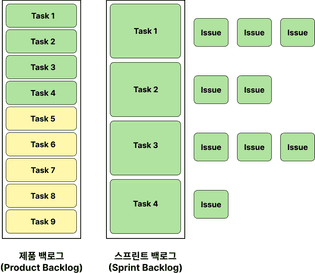 Task 1
Task 2
Task 3
Task 4
Task 5
Task 6
Task 7
Task 8
Task 9
제품 백로그
(Product Backlog)
Task 1
Task 2
Task 3
Task 4
스프린트 백로그
(Sprint Backlog)
Issue Issue Issue
Issue Issue
Issue Issue Issue
Issue